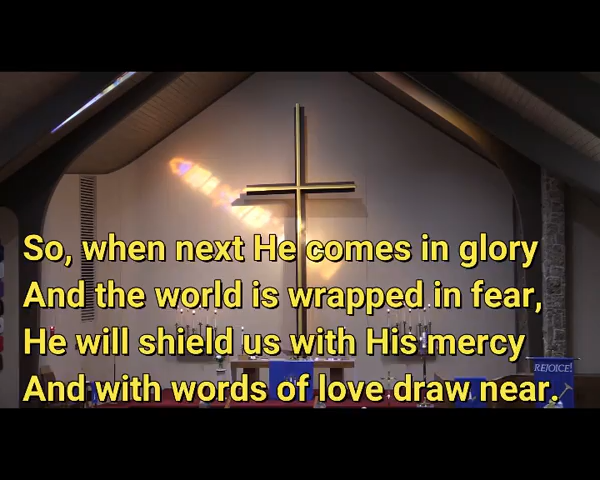 So, when next He comes in glory
And the world is wrapped in fear,
He will shield us with His mercy
And with words of love draw near.
REJOICE!